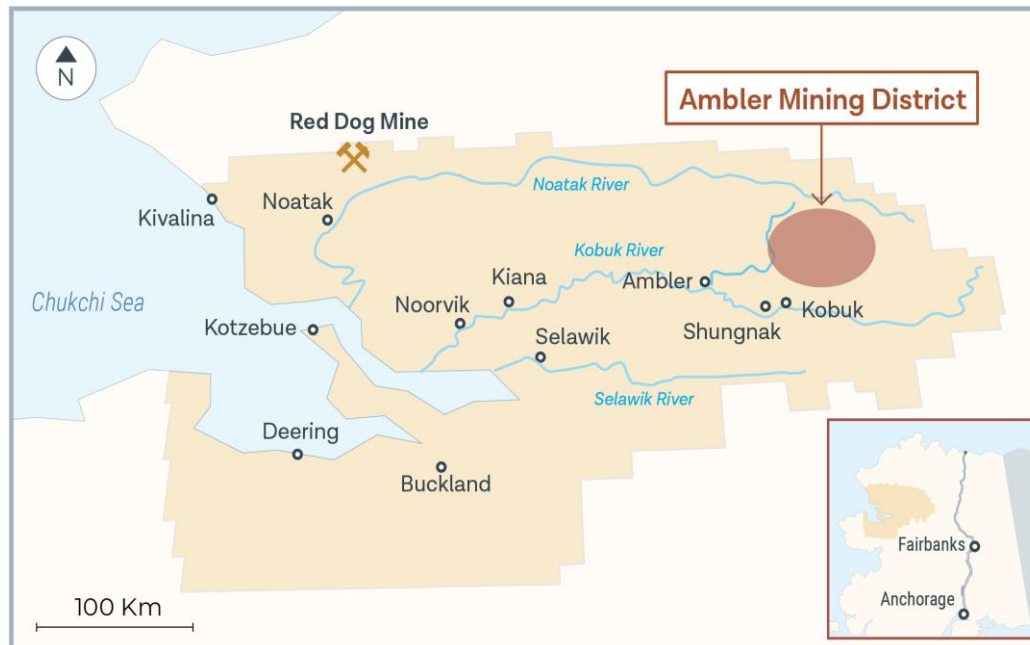 N
Ambler Mining District
Red Dog Mine
Noatak River
Noatak
Kivalina
Kobuk River
Kiana
Ambler
Chukchi Sea
Noorvik
Kobuk
Kotzebue
Shungnak
Selawik
Selawik River
Deering
Buckland
Fairbanks
Anchorage
100 Km